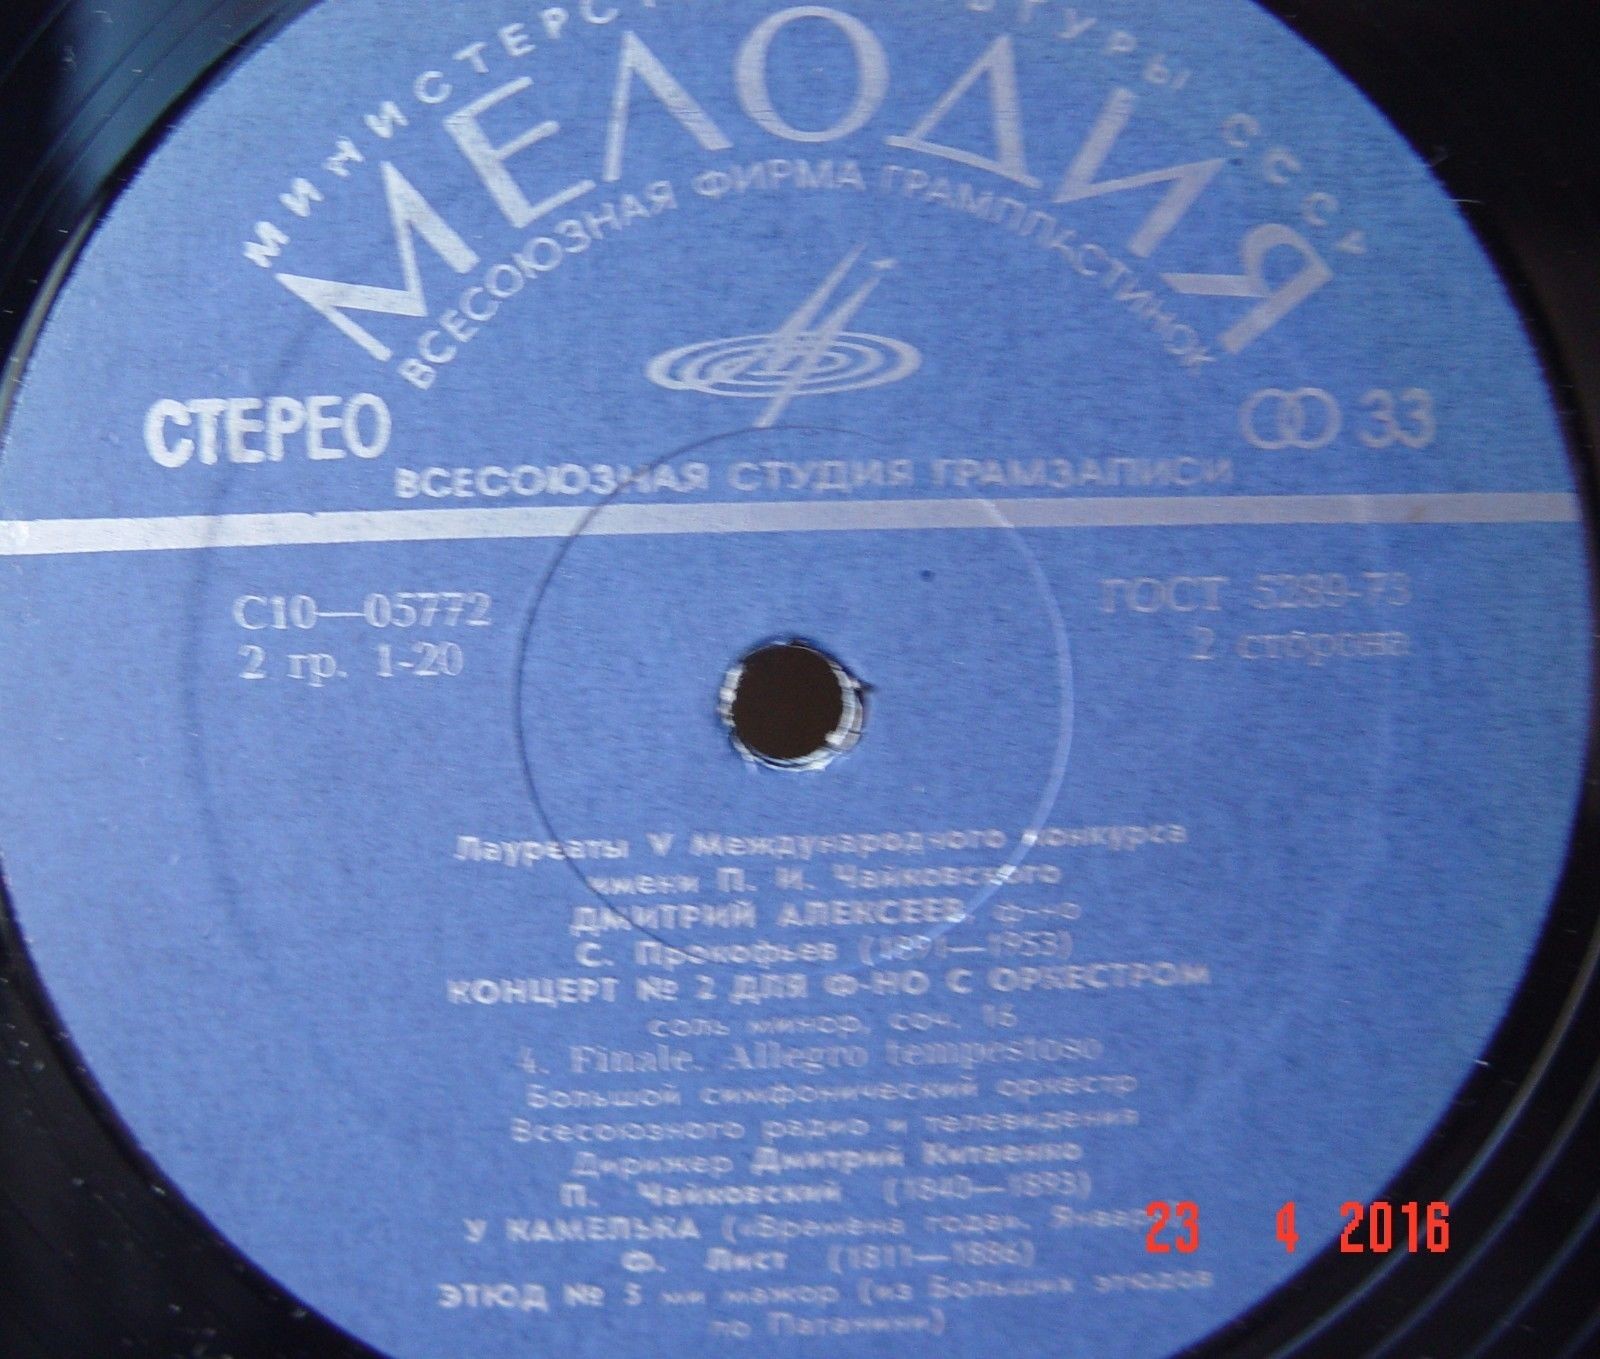 МИНИСТЕРС ТУРЫ СССР
МЕЛОДИЯ
ВСЕСОЮЗНАЯ ФИРМА ГРАМПЛАСТИНОК
СТЕРЕО
33
ВСЕСОЮЗНАЯ СТУДИЯ ГРАМЗАПИСИ
С10—05772
ГОСТ 5289-73
2 гр. 1-20
2 сторона
Лауреаты V Международного конкурса
имени П. И. Чайковского
ДМИТРИЙ АЛЕКСЕЕВ, ф-но
С. Прокофьев (1891—1953)
КОНЦЕРТ № 2 ДЛЯ Ф-НО С ОРКЕСТРОМ
соль минор, соч. 16
4. Finale. Allegro tempestoso
Большой симфонический оркестр
Всесоюзного радио и телевидения
Дирижер Дмитрий Китаенко
П. Чайковский (1840—1893)
У КАМЕЛЬКА («Времена года». Январ
Ф. Лист (1811—1886)
ЭТЮД № 5 ми мажор (из Больших этюдов
по Паганини)
23 4 2016